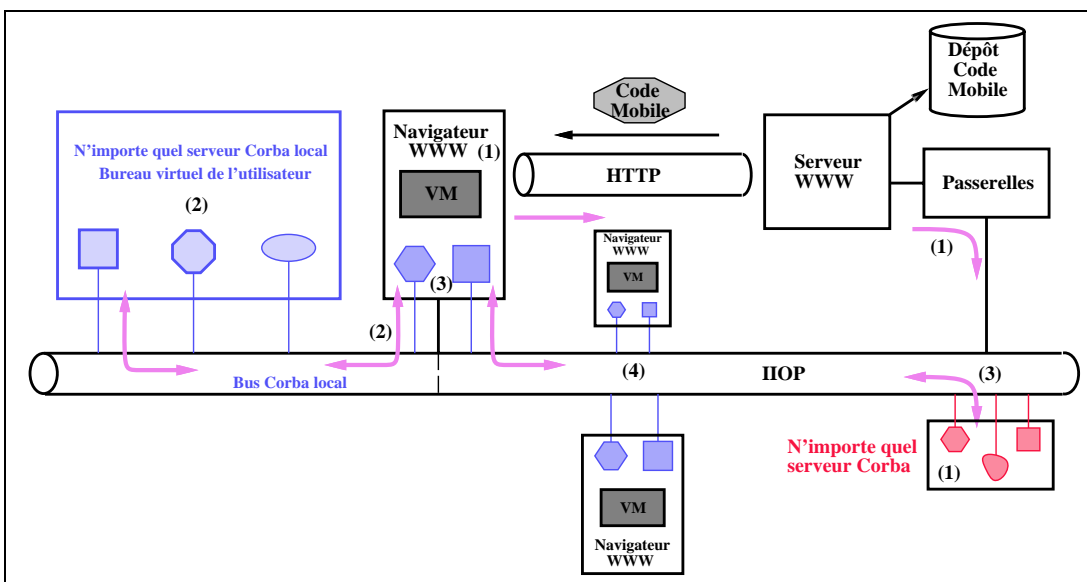 Dépôt
Code
Mobile
Code
Mobile
Navigateur
WWW
(1)
N'importe quel serveur Corba local
Bureau virtuel de l'utilisateur
(2)
VM
HTTP
Serveur
WWW
Passerelles
(1)
Navigateur
WWW
VM
(3)
(2)
Bus Corba local
(4)
IIOP
(3)
N'importe quel
serveur Corba
(1)
VM
Navigateur
WWW